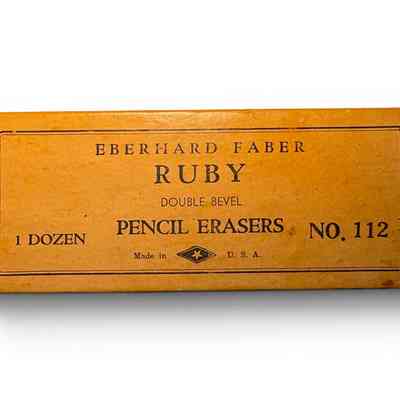 EBERHARD FABER
RUBY
DOUBLE BEVEL
1 DOZEN PENCIL ERASERS NO. 112
Made in U. S. A.